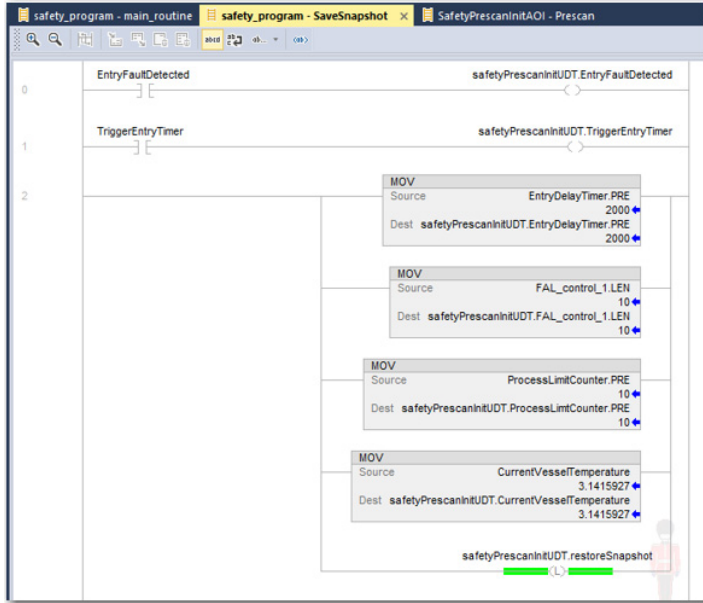 safety_program - main_routine
safety_program - SaveSnapshot
SafetyPrescanInitAOI - Prescan
0
EntryFaultDetected
safetyPrescanInitUDT.EntryFaultDetected
1
TriggerEntryTimer
safetyPrescanInitUDT.TriggerEntryTimer
2
MOV
Source EntryDelayTimer.PRE
2000
Dest safetyPrescanInitUDT.EntryDelayTimer.PRE
2000
MOV
Source FAL_control_1.LEN
10
Dest safetyPrescanInitUDT.FAL_control_1.LEN
10
MOV
Source ProcessLimitCounter.PRE
10
Dest safetyPrescanInitUDT.ProcessLimtCounter.PRE
10
MOV
Source CurrentVesselTemperature
3.1415927
Dest safetyPrescanInitUDT.CurrentVesselTemperature
3.1415927
safetyPrescanInitUDT.restoreSnapshot
L